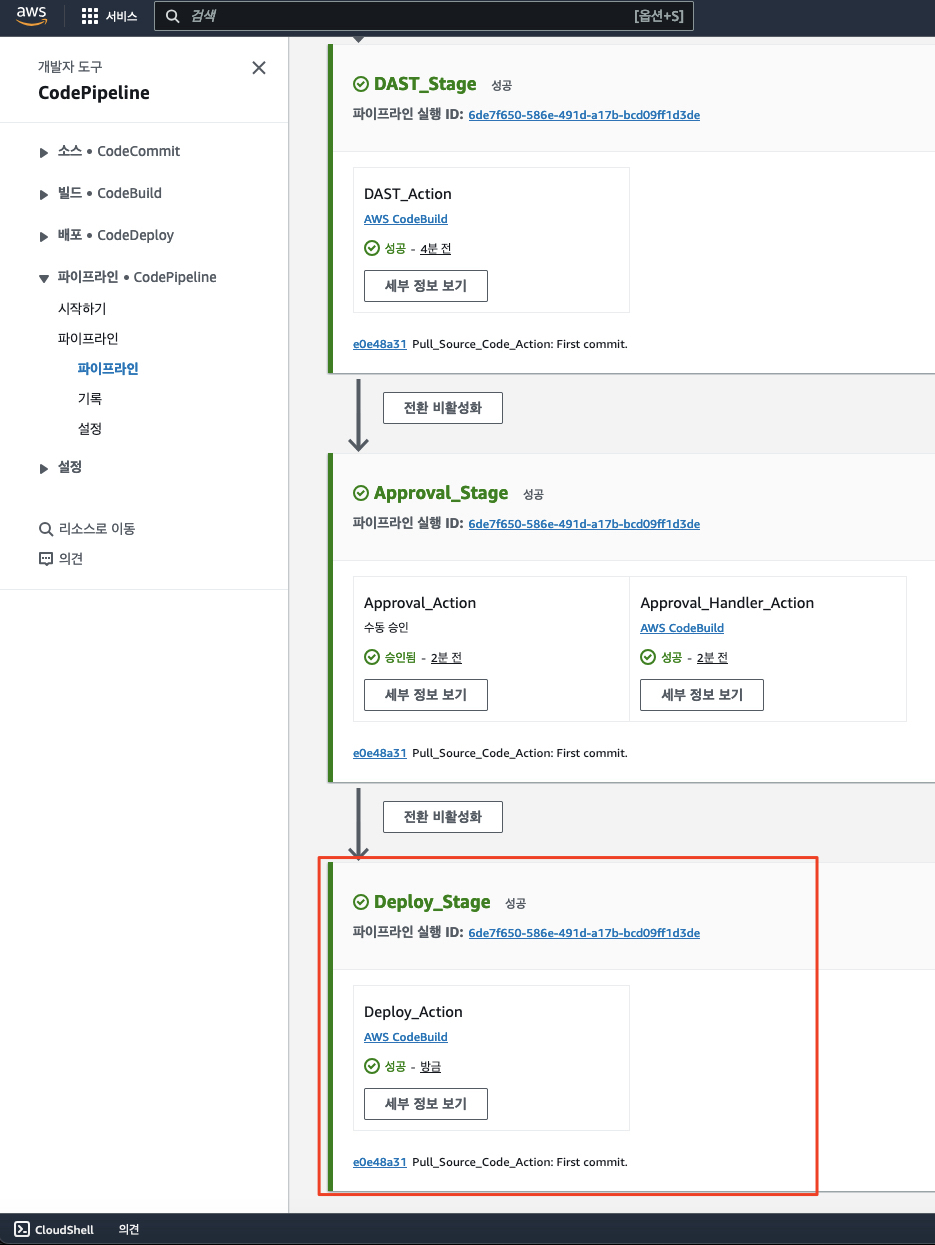 aws
서비스
검색
[옵션+S]
개발자 도구
CodePipeline
소스 • CodeCommit
빌드 • CodeBuild
배포 • CodeDeploy
파이프라인 • CodePipeline
시작하기
파이프라인
파이프라인
기록
설정
설정
리소스로 이동
의견
DAST_Stage 성공
파이프라인 실행 ID: 6de7f650-586e-491d-a17b-bcd09ff1d3de
DAST_Action
AWS CodeBuild
성공 - 4분 전
세부 정보 보기
e0e48a31 Pull_Source_Code_Action: First commit.
전환 비활성화
Approval_Stage 성공
파이프라인 실행 ID: 6de7f650-586e-491d-a17b-bcd09ff1d3de
Approval_Action
수동 승인
승인됨 - 2분 전
세부 정보 보기
Approval_Handler_Action
AWS CodeBuild
성공 - 2분 전
세부 정보 보기
e0e48a31 Pull_Source_Code_Action: First commit.
전환 비활성화
Deploy_Stage 성공
파이프라인 실행 ID: 6de7f650-586e-491d-a17b-bcd09ff1d3de
Deploy_Action
AWS CodeBuild
성공 - 방금
세부 정보 보기
e0e48a31 Pull_Source_Code_Action: First commit.
CloudShell
의견